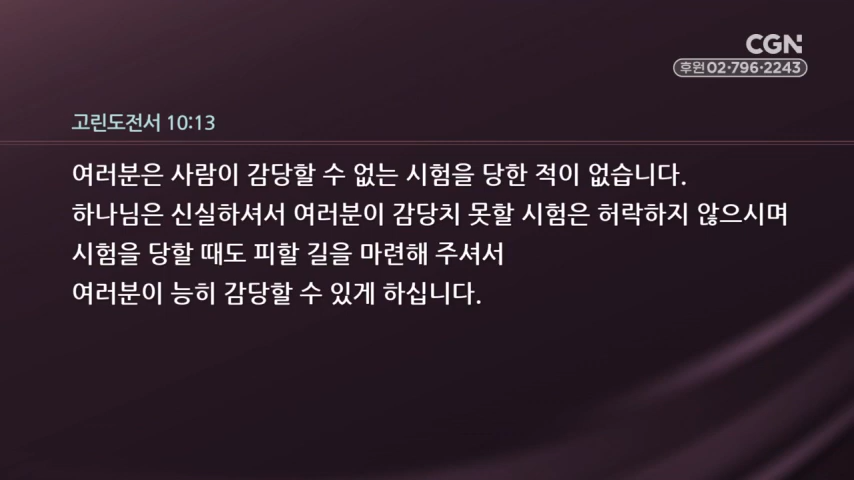 CGN
후원 02·796·2243
고린도전서 10:13
여러분은 사람이 감당할 수 없는 시험을 당한 적이 없습니다.
하나님은 신실하셔서 여러분이 감당치 못할 시험은 허락하지 않으시며
시험을 당할 때도 피할 길을 마련해 주셔서
여러분이 능히 감당할 수 있게 하십니다.